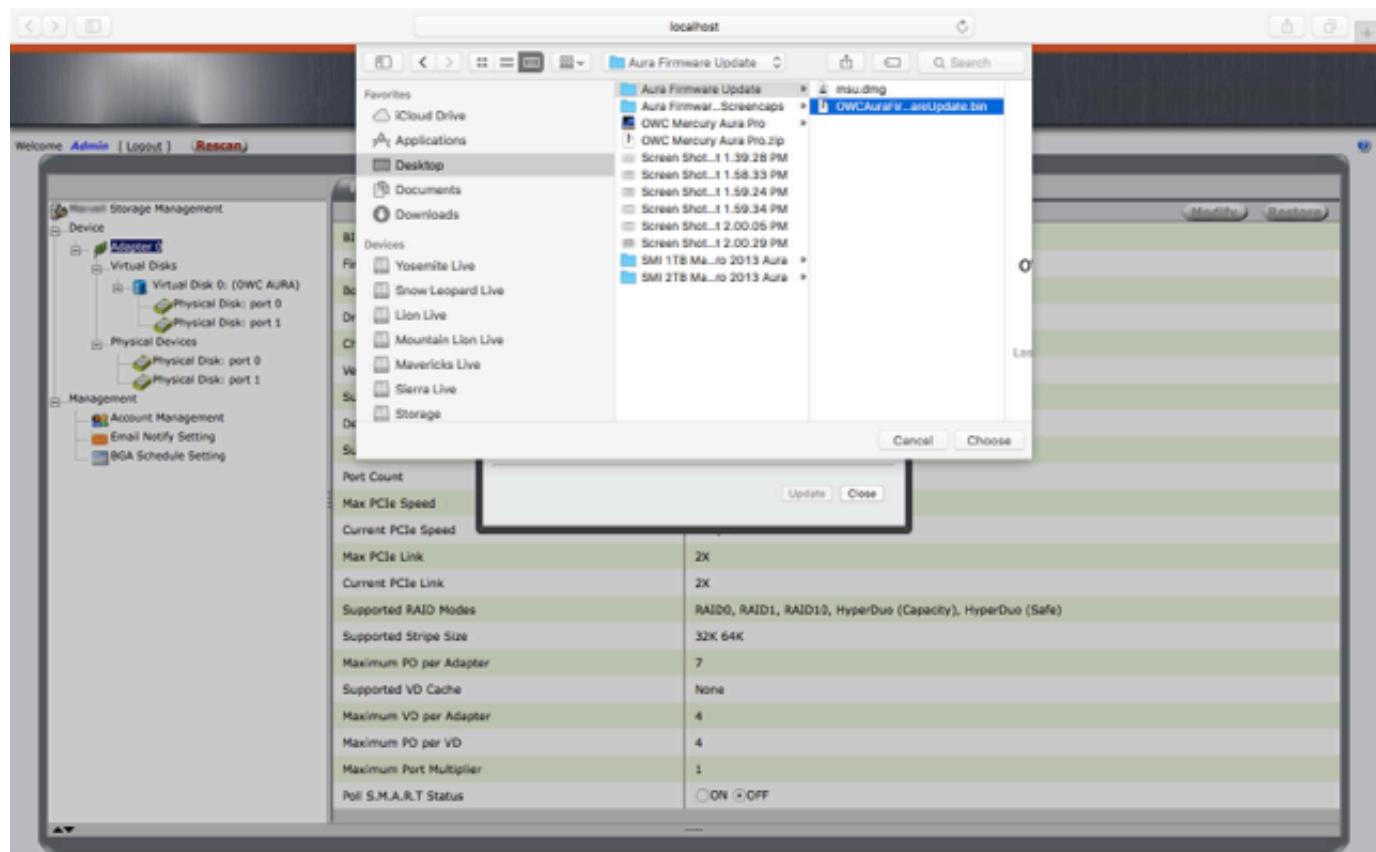 localhost
Aura Firmware Update
Search
Welcome Admin [ Logout ] Rescan
Favorites
iCloud Drive
Applications
Desktop
Documents
Downloads
Devices
Yosemite Live
Snow Leopard Live
Lion Live
Mountain Lion Live
Mavericks Live
Sierra Live
Storage
Aura Firmware Update
Aura Firmwar...Screencaps
OWC Mercury Aura Pro
OWC Mercury Aura Pro.zip
Screen Shot...t 1.39.28 PM
Screen Shot...t 1.58.33 PM
Screen Shot...t 1.59.24 PM
Screen Shot...t 1.59.34 PM
Screen Shot...t 2.00.05 PM
Screen Shot...t 2.00.29 PM
SMI 1TB Ma...ro 2013 Aura
SMI 2TB Ma...ro 2013 Aura
msu.dmg
OWCAuraFir...areUpdate.bin
Cancel Choose
Update Close
Storage Management
Device
Adapter 0
Virtual Disks
Virtual Disk 0: (OWC AURA)
Physical Disk: port 0
Physical Disk: port 1
Physical Devices
Physical Disk: port 0
Physical Disk: port 1
Management
Account Management
Email Notify Setting
BGA Schedule Setting
Modify Restore
Port Count
Max PCIe Speed
Current PCIe Speed
Max PCIe Link 2X
Current PCIe Link 2X
Supported RAID Modes RAID0, RAID1, RAID10, HyperDuo (Capacity), HyperDuo (Safe)
Supported Stripe Size 32K 64K
Maximum PD per Adapter 7
Supported VD Cache None
Maximum VD per Adapter 4
Maximum PD per VD 4
Maximum Port Multiplier 1
Poll S.M.A.R.T Status ON OFF